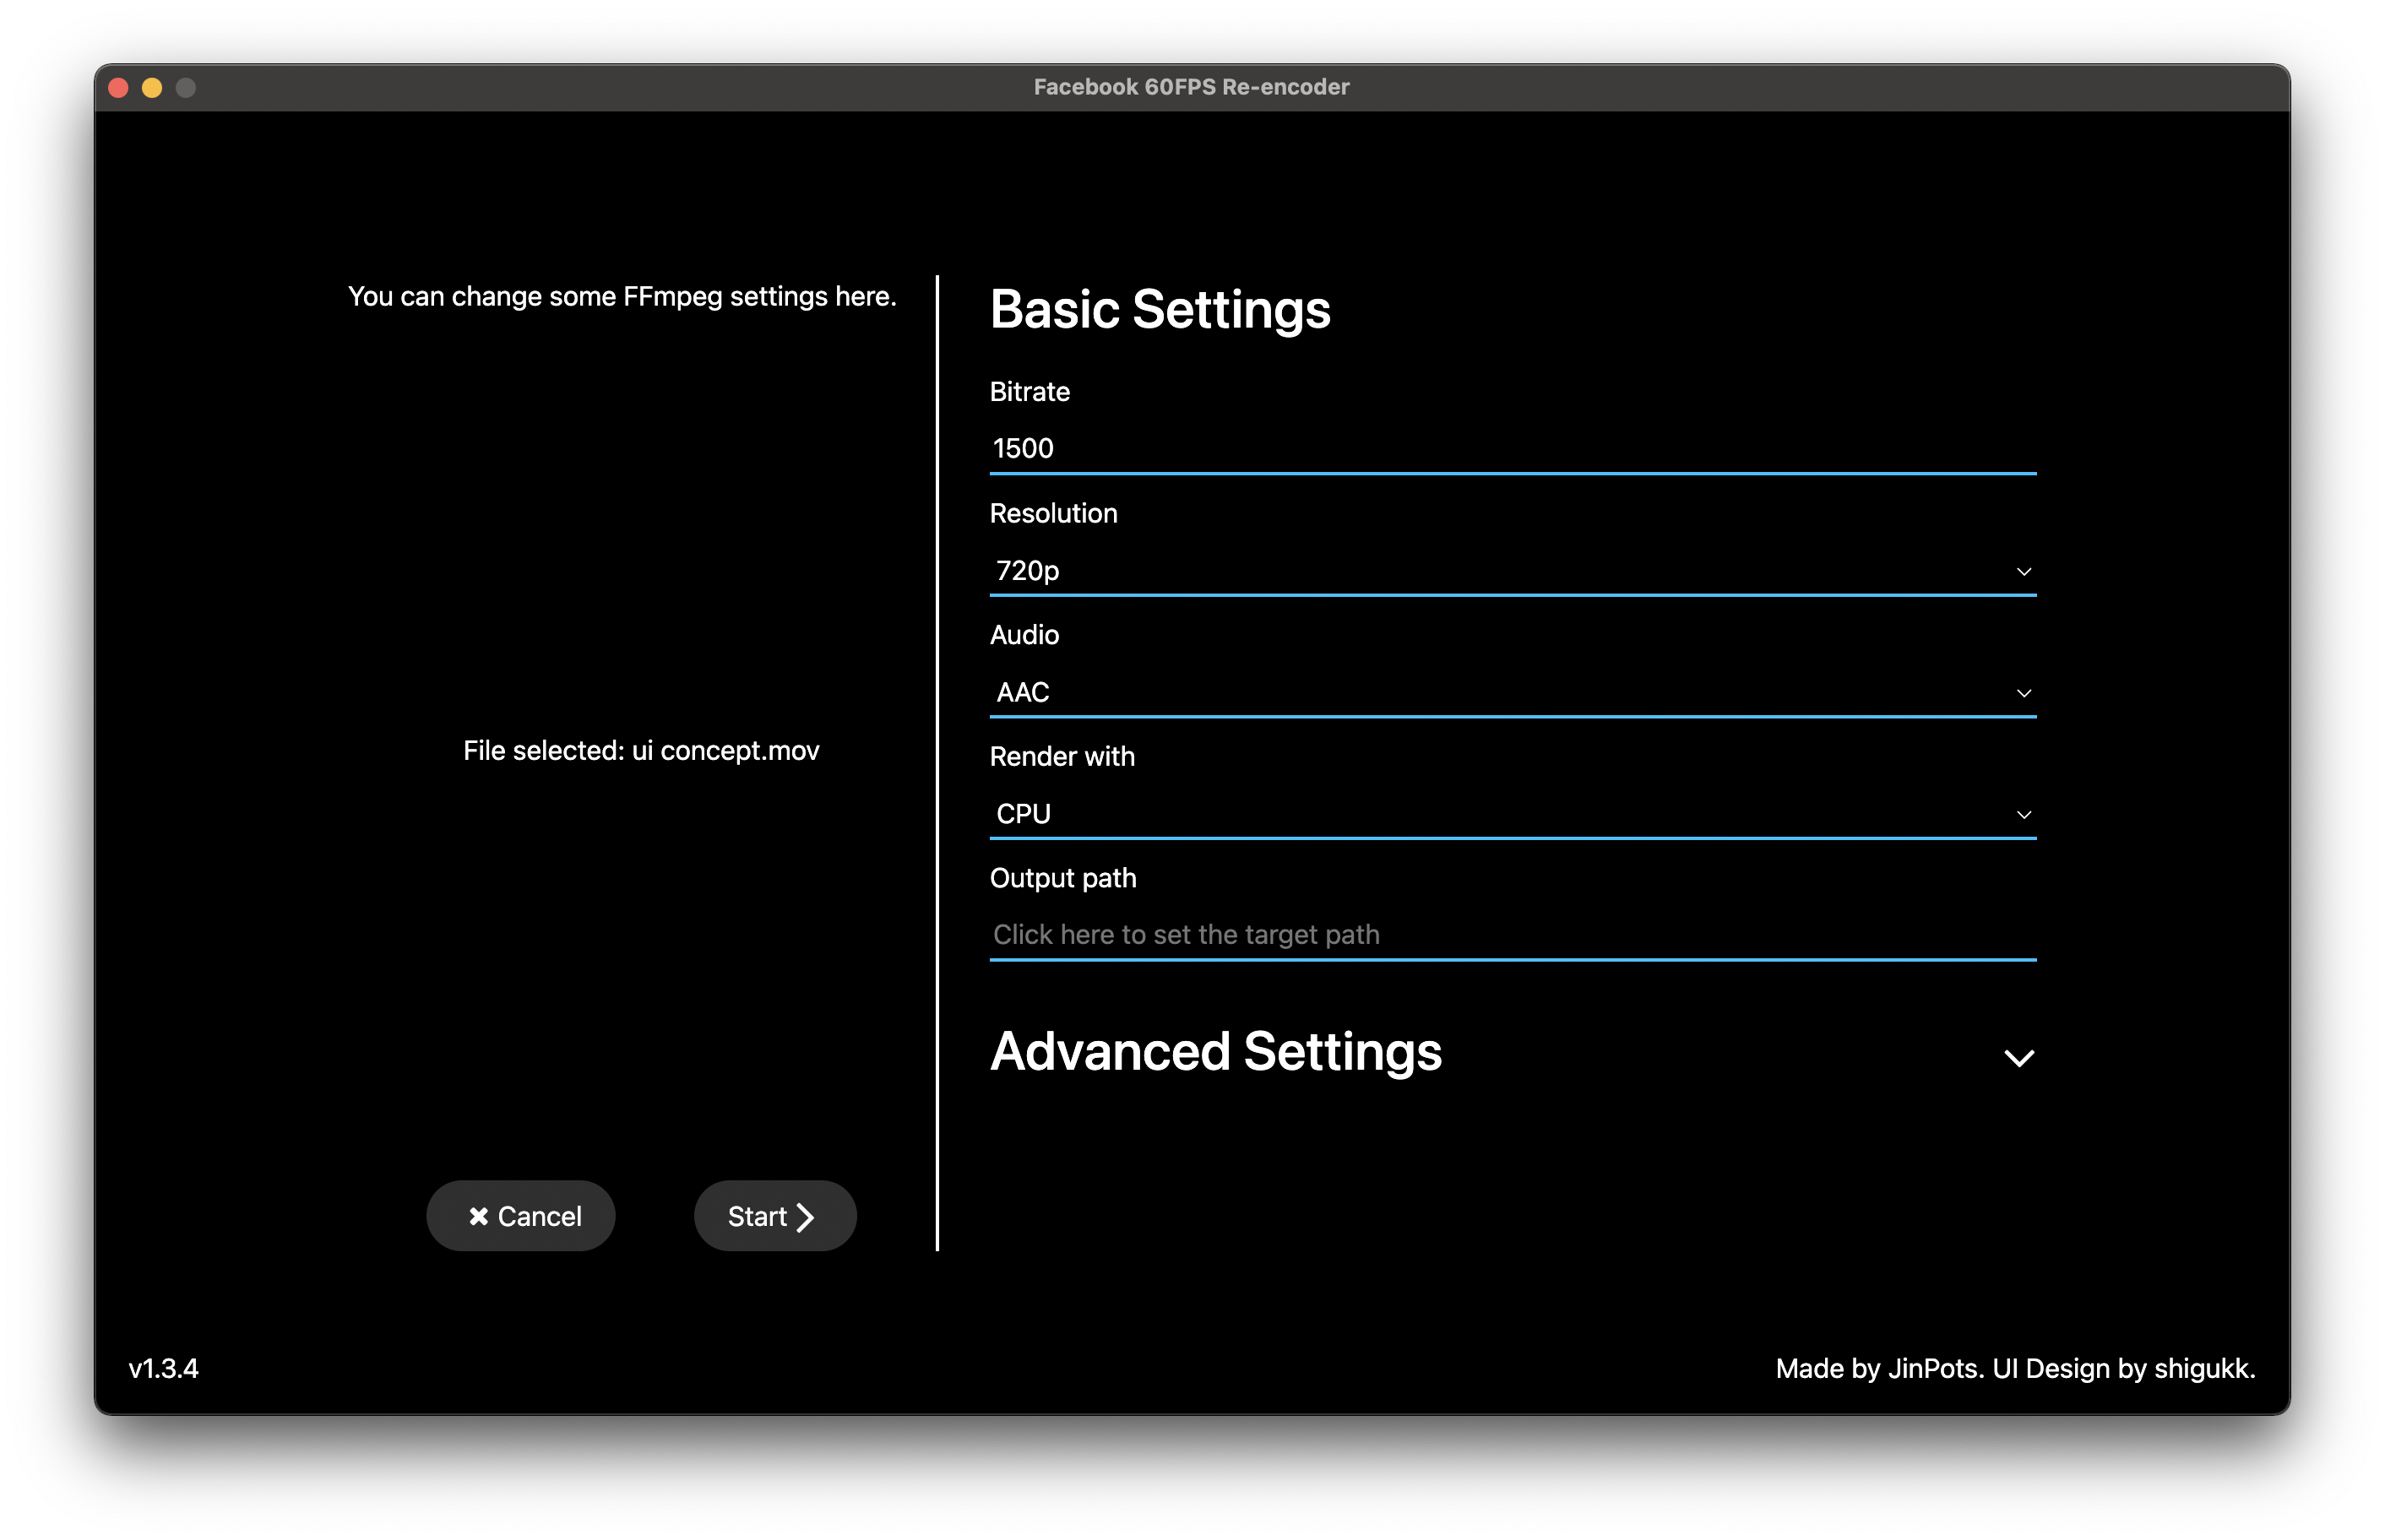 Facebook 60FPS Re-encoder
You can change some FFmpeg settings here.
File selected: ui concept.mov
Cancel
Start
Basic Settings
Bitrate
1500
Resolution
720p
Audio
AAC
Render with
CPU
Output path
Click here to set the target path
Advanced Settings
v1.3.4
Made by JinPots. UI Design by shigukk.